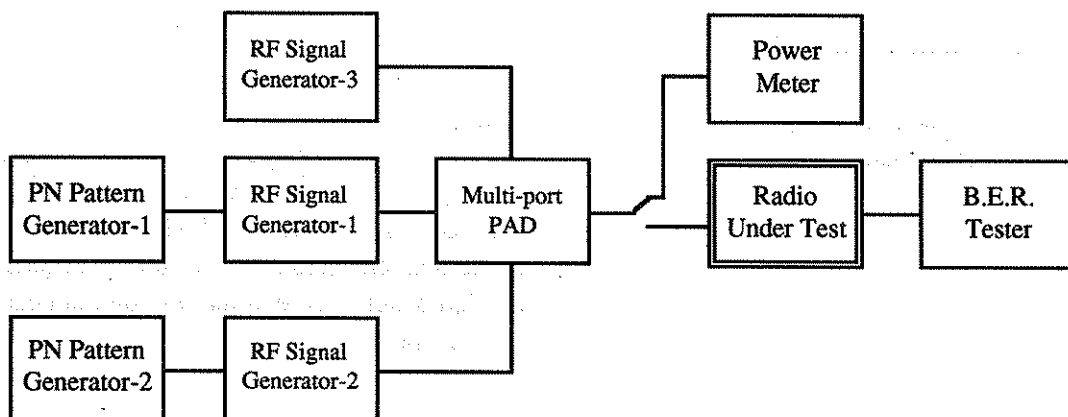 RF Signal
Generator-3
Power
Meter
PN Pattern
Generator-1
RF Signal
Generator-1
Multi-port
PAD
Radio
Under Test
B.E.R.
Tester
PN Pattern
Generator-2
RF Signal
Generator-2